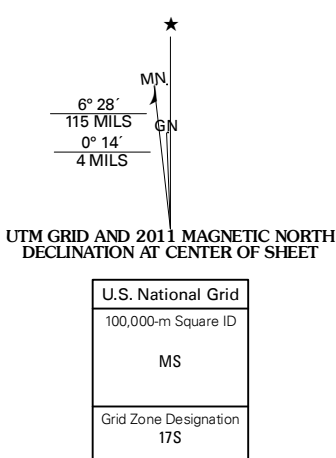 ★
MN
6° 28´
115 MILS
GN
0° 14´
4 MILS
UTM GRID AND 2011 MAGNETIC NORTH
DECLINATION AT CENTER OF SHEET
U.S. National Grid
100,000-m Square ID
MS
Grid Zone Designation
17S